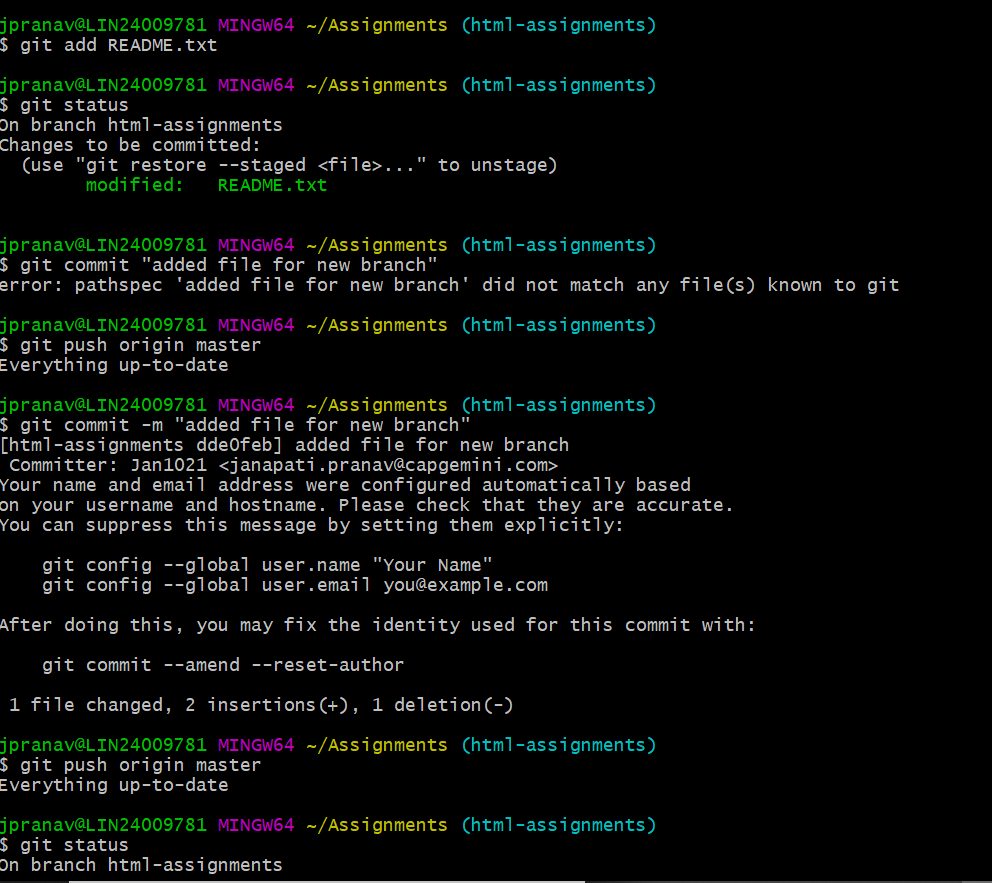 jpranav@LIN24009781 MINGW64 ~/Assignments (html-assignments)
$ git add README.txt
jpranav@LIN24009781 MINGW64 ~/Assignments (html-assignments)
$ git status
On branch html-assignments
Changes to be committed:
  (use "git restore --staged <file>..." to unstage)
        modified:   README.txt
jpranav@LIN24009781 MINGW64 ~/Assignments (html-assignments)
$ git commit "added file for new branch"
error: pathspec 'added file for new branch' did not match any file(s) known to git
jpranav@LIN24009781 MINGW64 ~/Assignments (html-assignments)
$ git push origin master
Everything up-to-date
jpranav@LIN24009781 MINGW64 ~/Assignments (html-assignments)
$ git commit -m "added file for new branch"
[html-assignments dde0feb] added file for new branch
 Committer: Jan1021 <janapati.pranav@capgemini.com>
Your name and email address were configured automatically based
on your username and hostname. Please check that they are accurate.
You can suppress this message by setting them explicitly:
    git config --global user.name "Your Name"
    git config --global user.email you@example.com
After doing this, you may fix the identity used for this commit with:
    git commit --amend --reset-author
 1 file changed, 2 insertions(+), 1 deletion(-)
jpranav@LIN24009781 MINGW64 ~/Assignments (html-assignments)
$ git push origin master
Everything up-to-date
jpranav@LIN24009781 MINGW64 ~/Assignments (html-assignments)
$ git status
On branch html-assignments